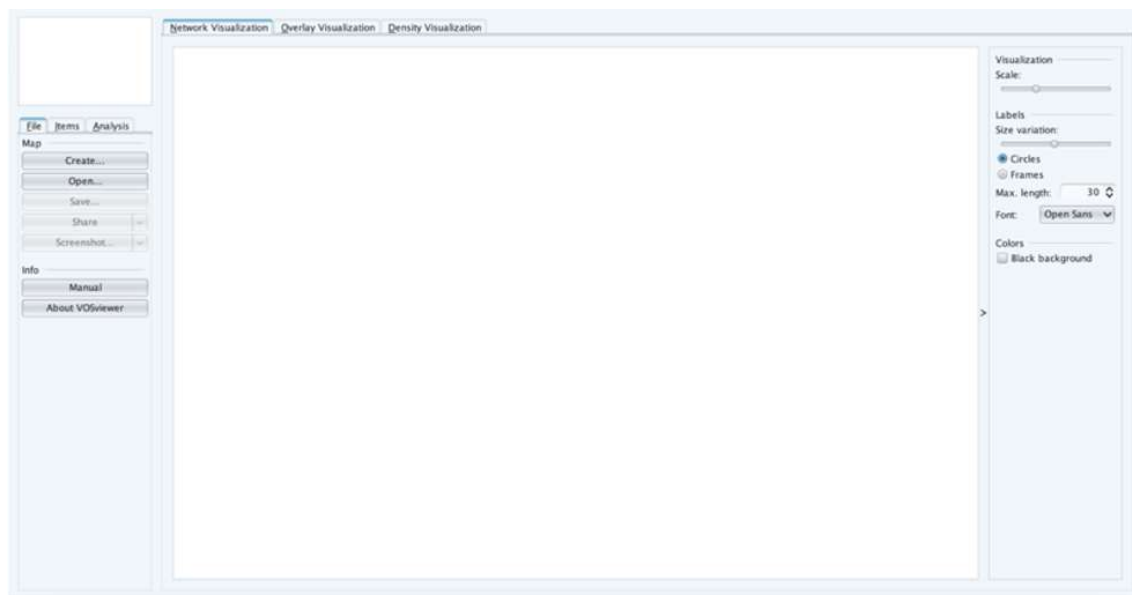 Network Visualization Overlay Visualization Density Visualization
File Items Analysis
Map
Create...
Open...
Save...
Share
Screenshot...
Info
Manual
About VOSviewer
>
Visualization
Scale:
Labels
Size variation:
Circles
Frames
Max. length: 30
Font: Open Sans
Colors
Black background